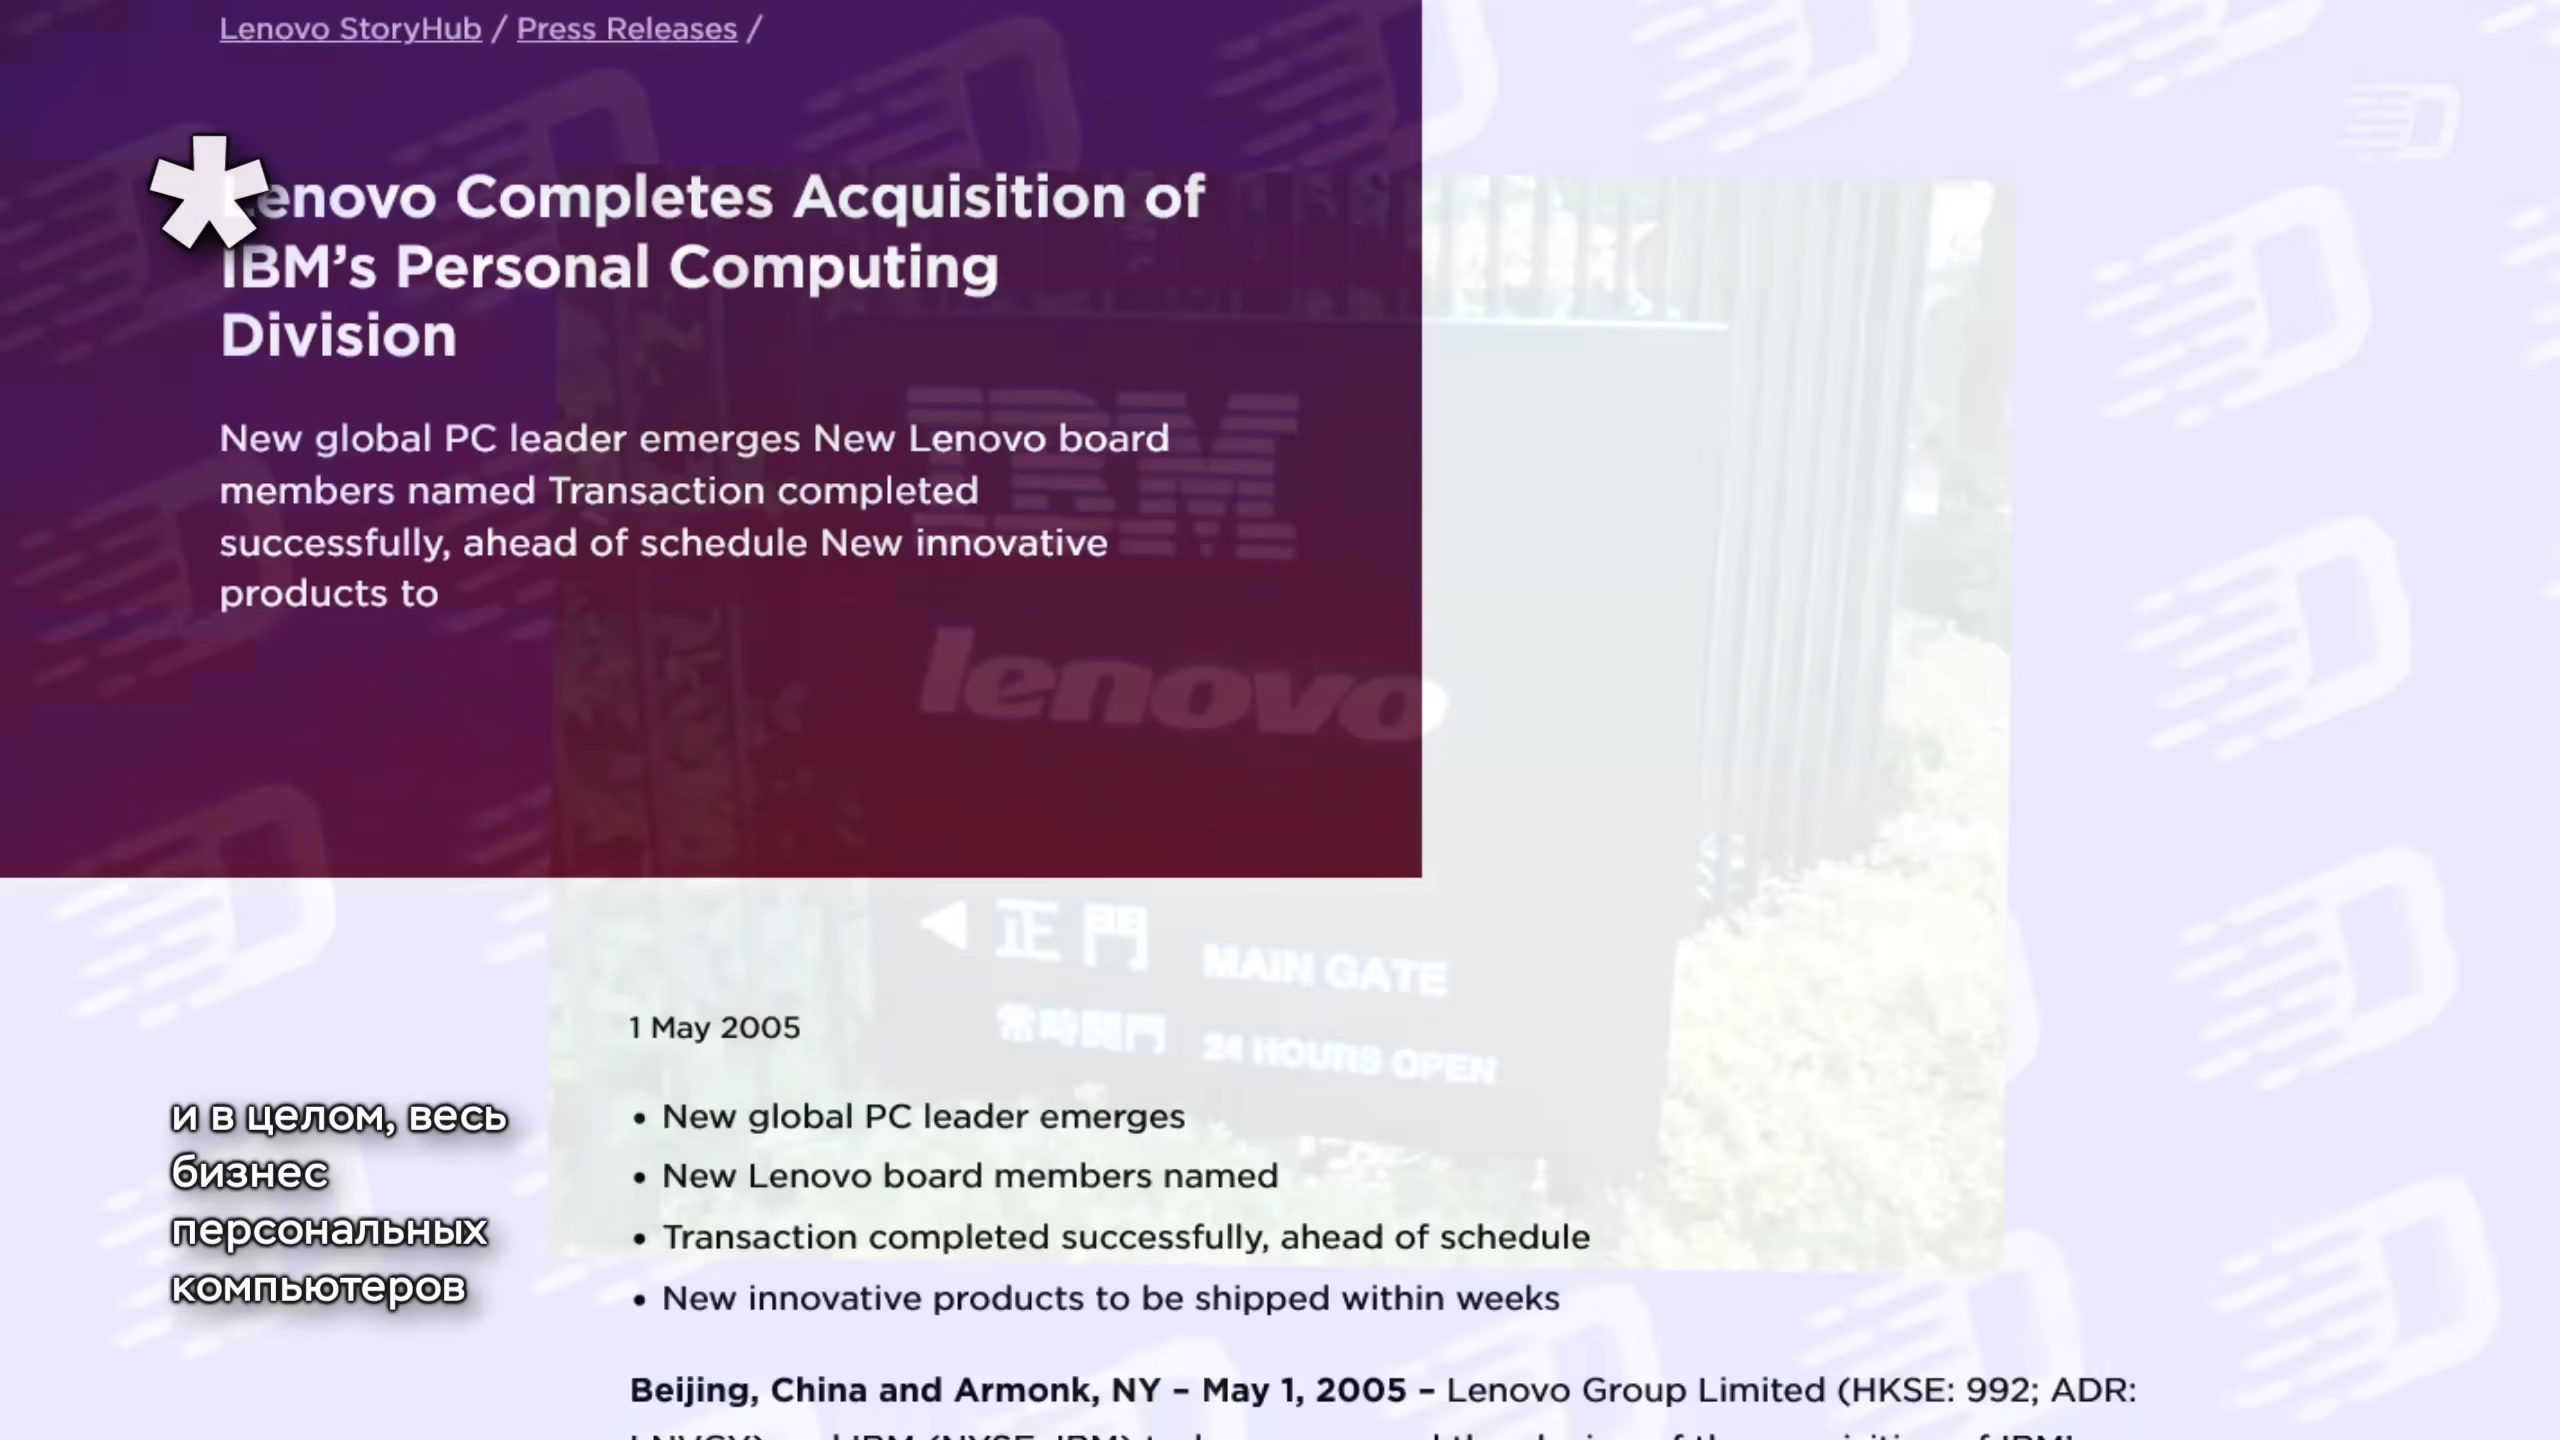 Lenovo StoryHub / Press Releases /
Lenovo Completes Acquisition of
IBM's Personal Computing
Division
New global PC leader emerges New Lenovo board
members named Transaction completed
successfully, ahead of schedule New innovative
products to
IBM
lenovo
正門 MAIN GATE
常時開門 24 HOURS OPEN
1 May 2005
• New global PC leader emerges
• New Lenovo board members named
• Transaction completed successfully, ahead of schedule
• New innovative products to be shipped within weeks
и в целом, весь
бизнес
персональных
компьютеров
Beijing, China and Armonk, NY – May 1, 2005 – Lenovo Group Limited (HKSE: 992; ADR: